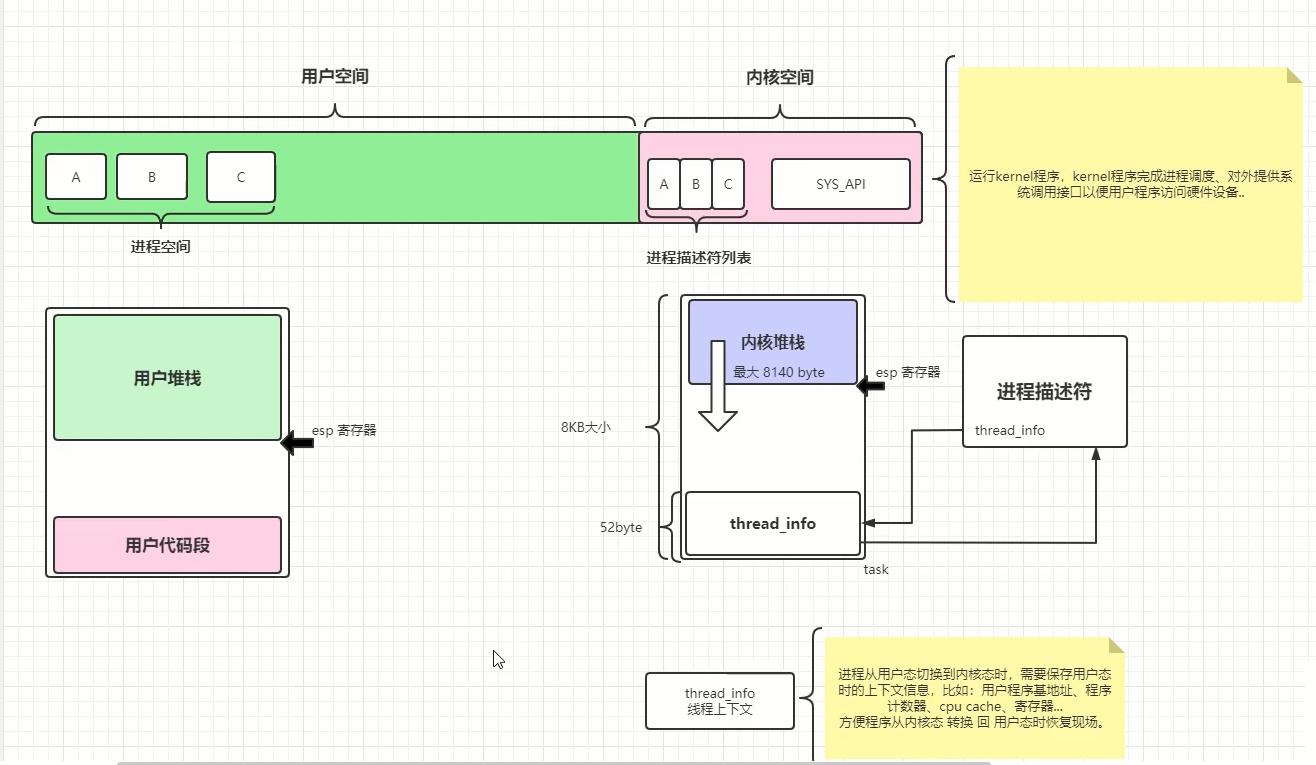 用户空间
内核空间
A
B
C
A
B
C
SYS_API
进程空间
进程描述符列表
运行kernel程序，kernel程序完成进程调度、对外提供系
统调用接口以便用户程序访问硬件设备..
用户堆栈
esp 寄存器
用户代码段
8KB大小
内核堆栈
最大 8140 byte
esp 寄存器
52byte
thread_info
task
进程描述符
thread_info
thread_info
线程上下文
进程从用户态切换到内核态时，需要保存用户态
时的上下文信息，比如：用户程序基地址、程序
计数器、cpu cache、寄存器...
方便程序从内核态 转换 回 用户态时恢复现场。